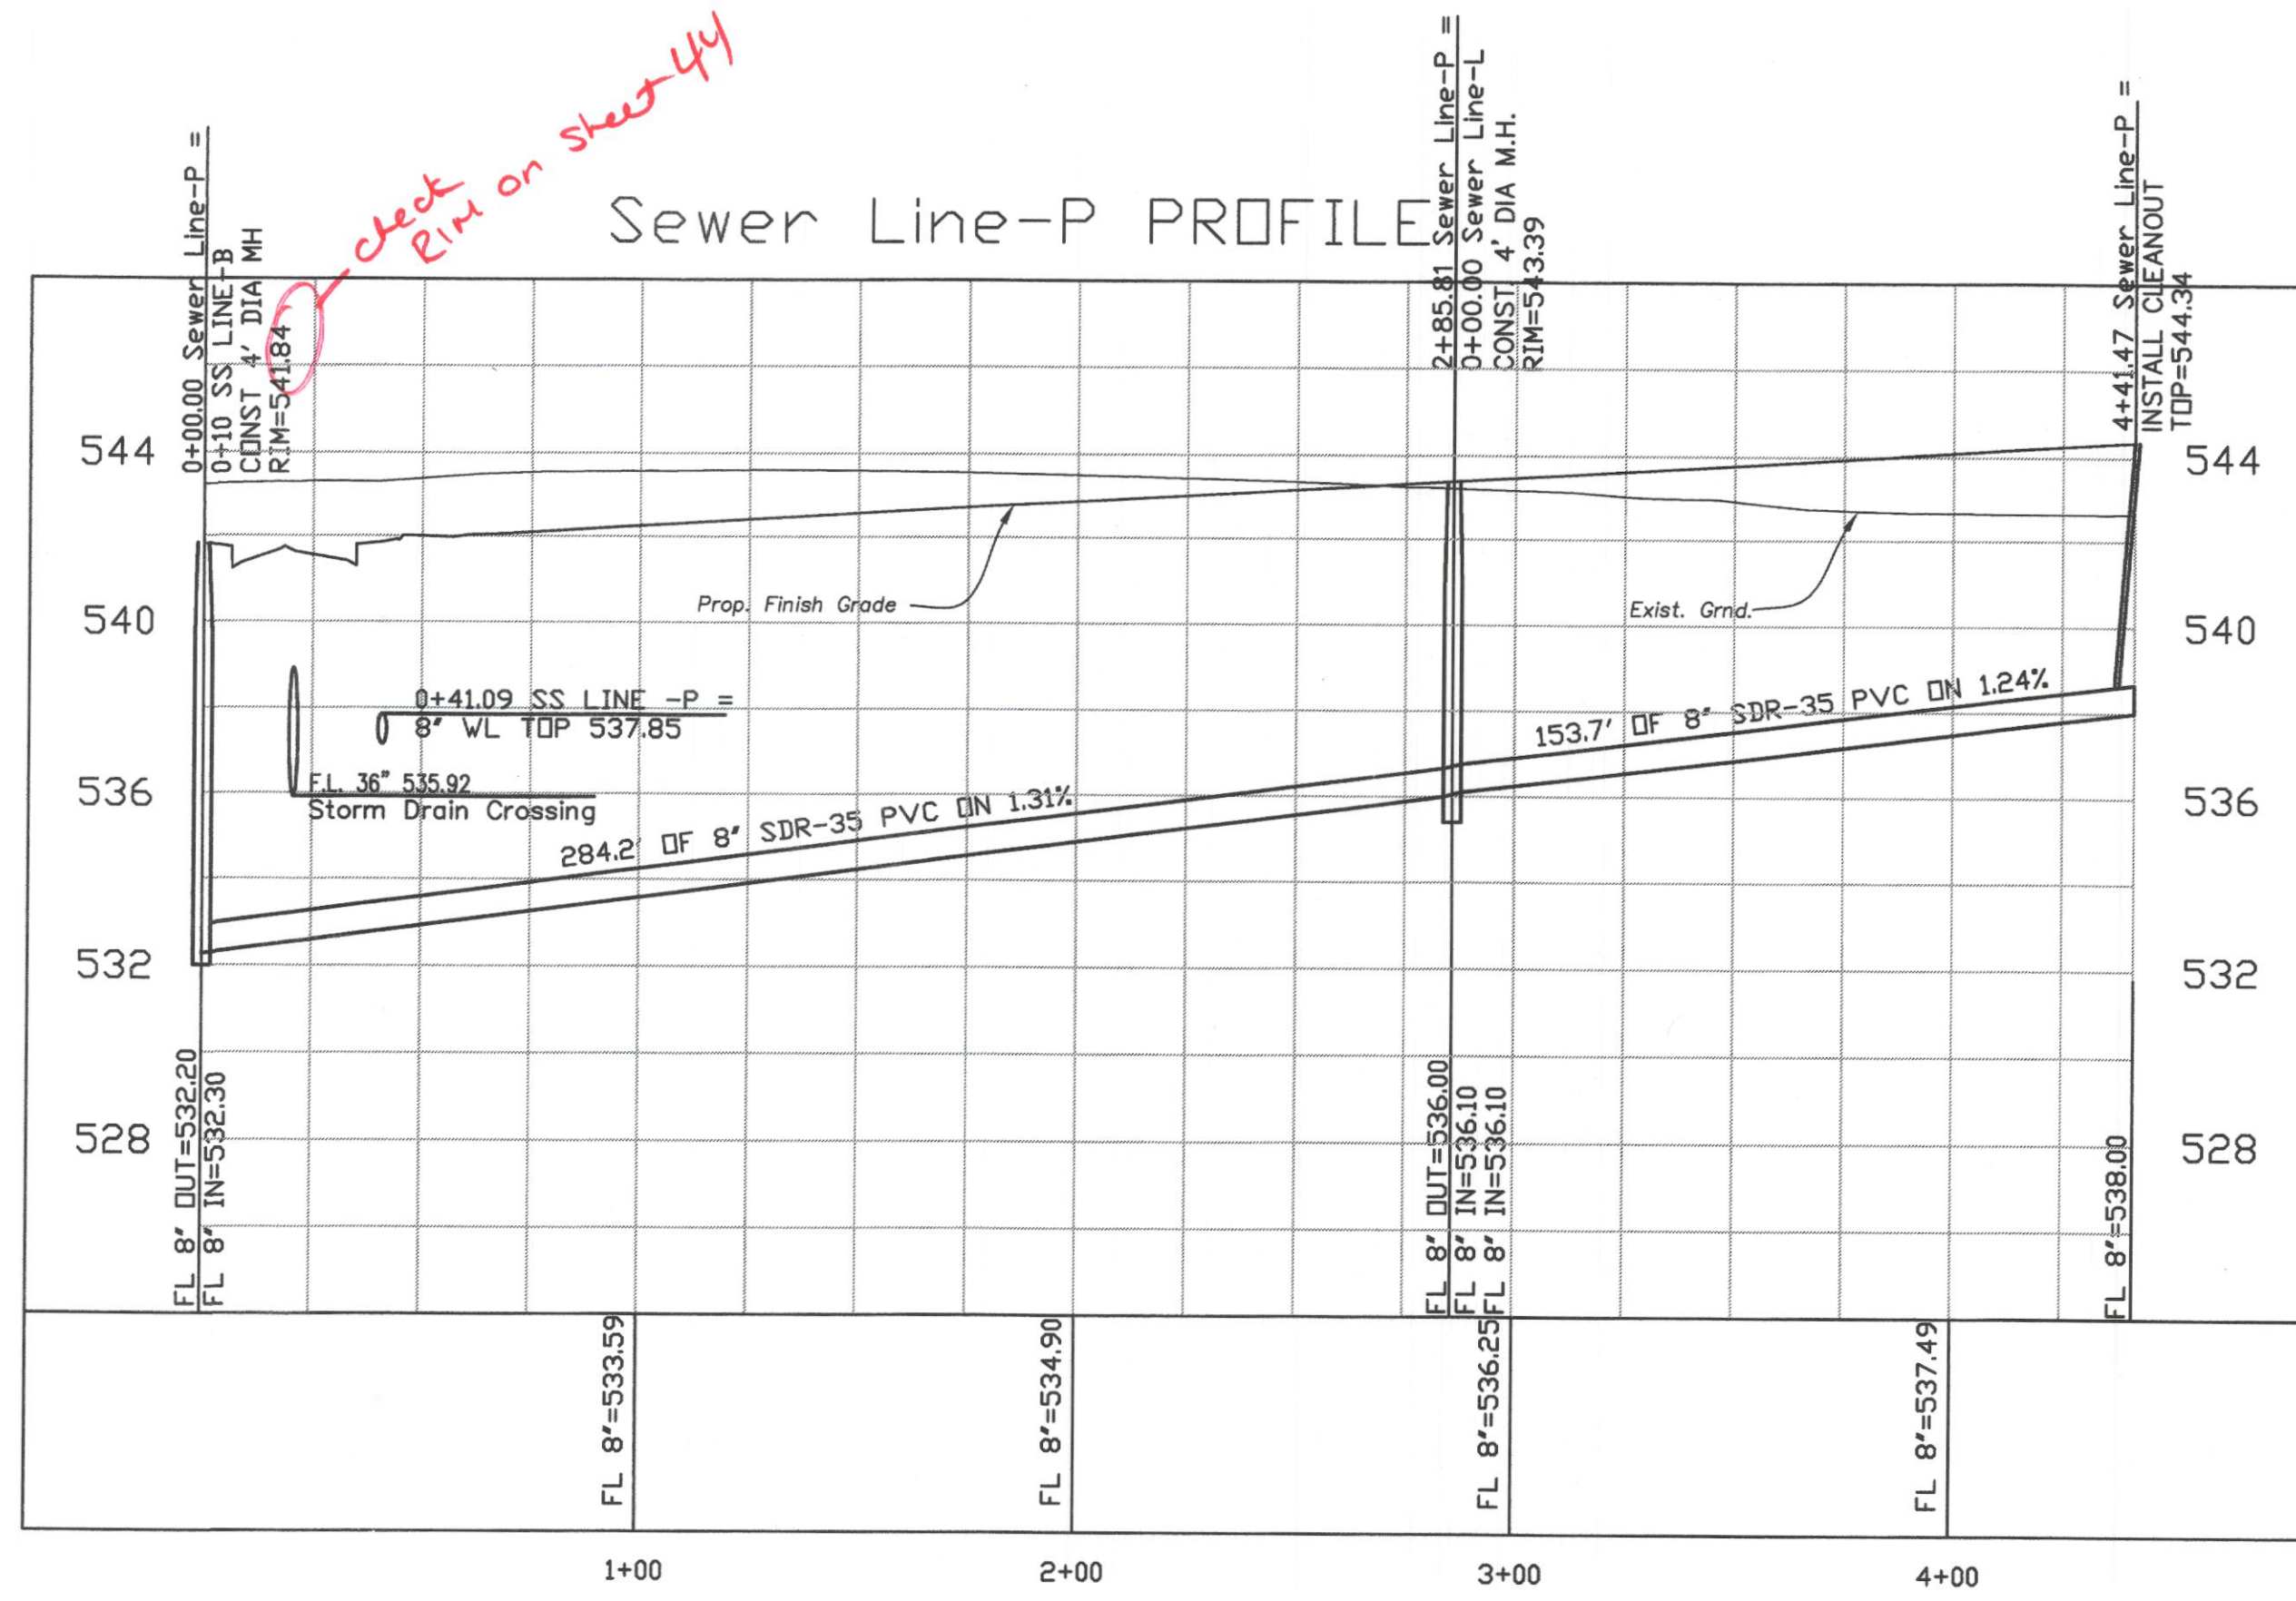 check
RIM on sheet 44
Sewer Line-P PROFILE
0+00.00 Sewer Line-P =
0+10 SS LINE-B
CONST 4' DIA MH
RIM=541.84
2+85.81 Sewer Line-P =
0+00.00 Sewer Line-L
CONST. 4' DIA M.H.
RIM=543.39
4+41.47 Sewer Line-P =
INSTALL CLEANOUT
TOP=544.34
544
544
Prop. Finish Grade
Exist. Grnd.
540
540
0+41.09 SS LINE -P =
8" WL TOP 537.85
153.7' OF 8" SDR-35 PVC ON 1.24%
F.L. 36" 535.92
Storm Drain Crossing
536
536
284.2' OF 8" SDR-35 PVC ON 1.31%
532
532
528
528
FL 8" OUT=532.20
FL 8" IN=532.30
FL 8" OUT=536.00
FL 8" IN=536.10
FL 8" IN=536.10
FL 8"=538.00
FL 8"=533.59
FL 8"=534.90
FL 8"=536.25
FL 8"=537.49
1+00
2+00
3+00
4+00